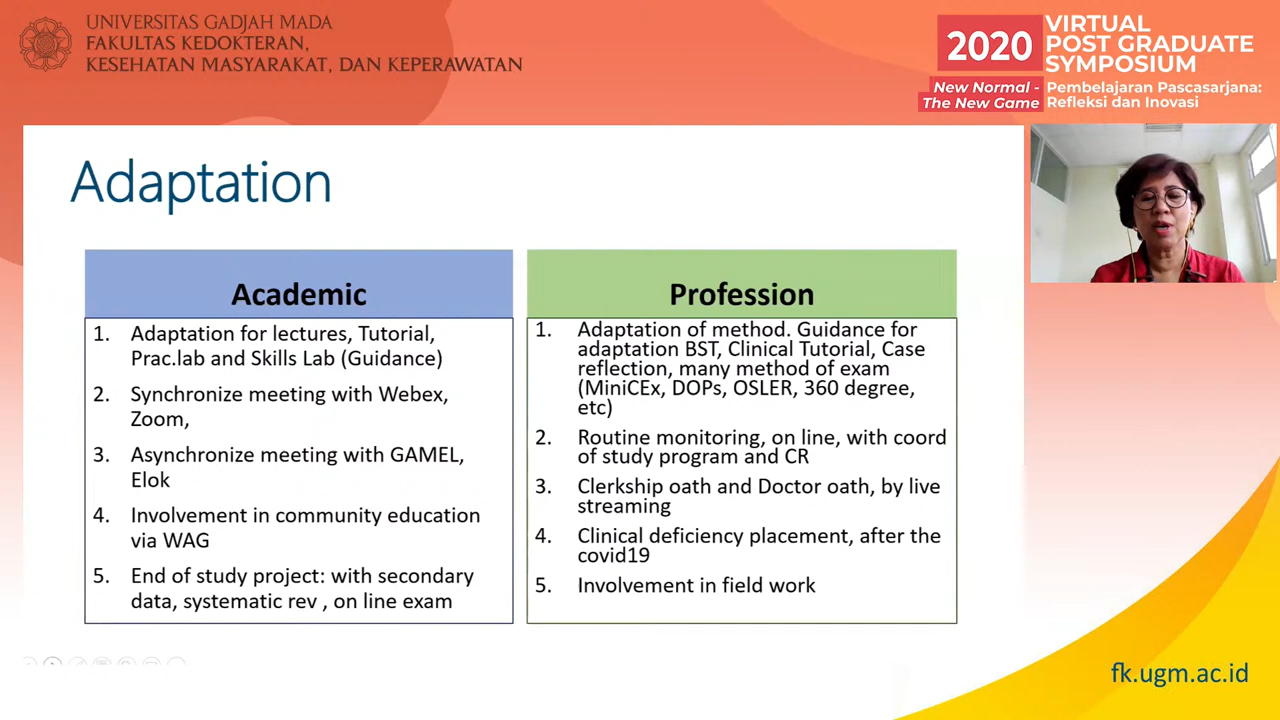 UNIVERSITAS GADJAH MADA
FAKULTAS KEDOKTERAN,
KESEHATAN MASYARAKAT, DAN KEPERAWATAN
2020
VIRTUAL
POST GRADUATE
SYMPOSIUM
New Normal -
The New Game
Pembelajaran Pascasarjana:
Refleksi dan Inovasi
Adaptation
Academic
1. Adaptation for lectures, Tutorial,
Prac.lab and Skills Lab (Guidance)
2. Synchronize meeting with Webex,
Zoom,
3. Asynchronize meeting with GAMEL,
Elok
4. Involvement in community education
via WAG
5. End of study project: with secondary
data, systematic rev , on line exam
Profession
1. Adaptation of method. Guidance for
adaptation BST, Clinical Tutorial, Case
reflection, many method of exam
(MiniCEx, DOPs, OSLER, 360 degree,
etc)
2. Routine monitoring, on line, with coord
of study program and CR
3. Clerkship oath and Doctor oath, by live
streaming
4. Clinical deficiency placement, after the
covid19
5. Involvement in field work
fk.ugm.ac.id